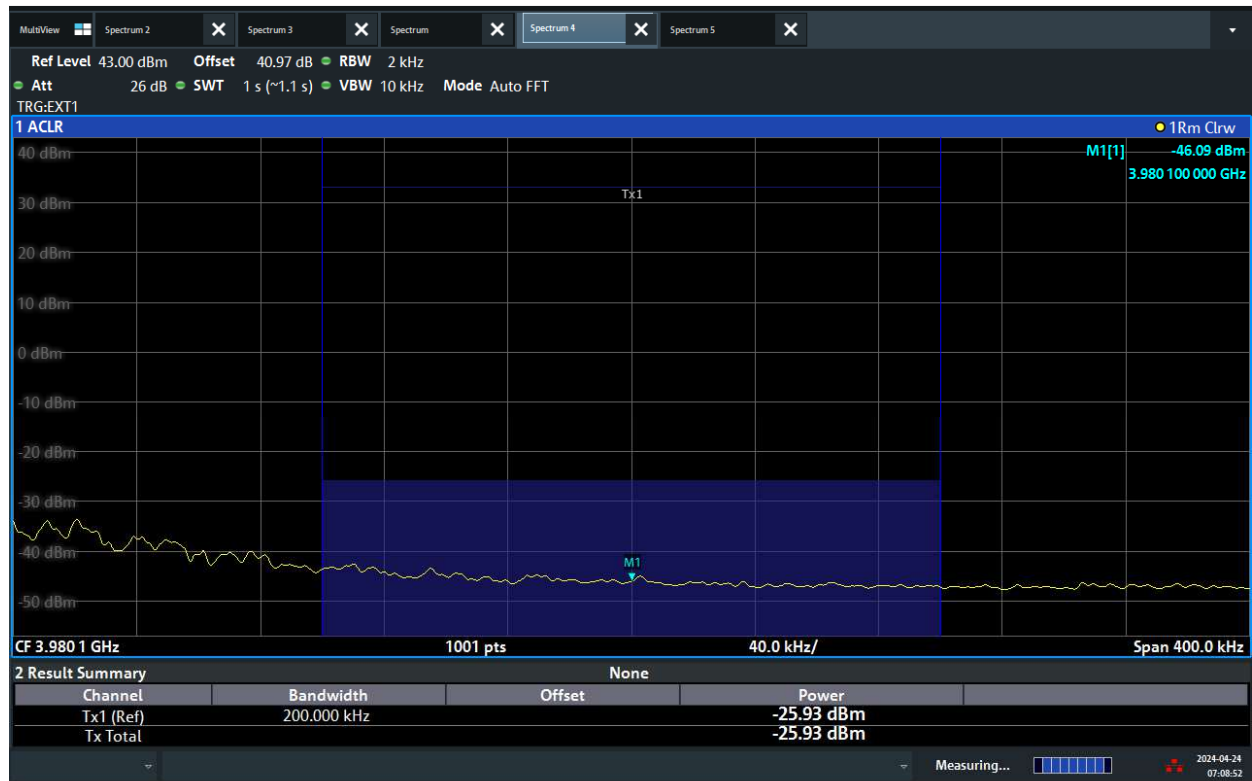 MultiView Spectrum 2 Spectrum 3 Spectrum Spectrum 4 Spectrum 5
Ref Level 43.00 dBm Offset 40.97 dB RBW 2 kHz
Att 26 dB SWT 1 s (~1.1 s) VBW 10 kHz Mode Auto FFT
TRG:EXT1
1 ACLR 1Rm Clrw
40 dBm M1[1] -46.09 dBm
3.980 100 000 GHz
Tx1
30 dBm
20 dBm
10 dBm
0 dBm
-10 dBm
-20 dBm
-30 dBm
-40 dBm
M1
-50 dBm
CF 3.980 1 GHz 1001 pts 40.0 kHz/ Span 400.0 kHz
2 Result Summary None
Channel Bandwidth Offset Power
Tx1 (Ref) 200.000 kHz -25.93 dBm
Tx Total -25.93 dBm
Measuring... 2024-04-24
07:08:52